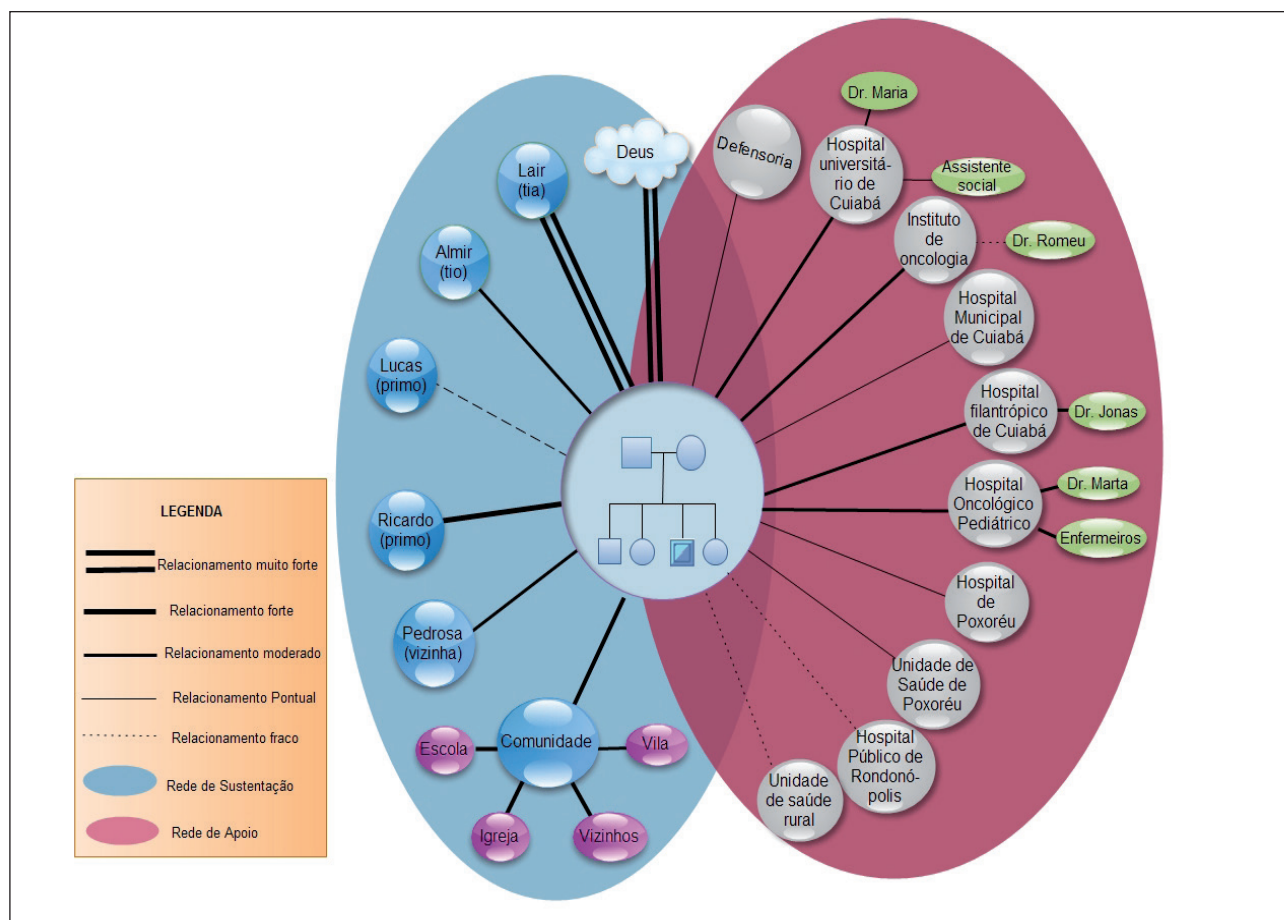 Deus
Lair
(tia)
Almir
(tio)
Lucas
(primo)
Ricardo
(primo)
Pedrosa
(vizinha)
Comunidade
Escola
Vila
Igreja
Vizinhos
Defensoria
Dr. Maria
Hospital
universitá-
rio de
Cuiabá
Assistente
social
Instituto
de
oncologia
Dr. Romeu
Hospital
Municipal
de Cuiabá
Hospital
filantrópico
de Cuiabá
Dr. Jonas
Hospital
Oncológico
Pediátrico
Dr. Marta
Enfermeiros
Hospital
de
Poxoréu
Unidade de
Saúde de
Poxoréu
Hospital
Público de
Rondonó-
polis
Unidade
de saúde
rural
LEGENDA
Relacionamento muito forte
Relacionamento forte
Relacionamento moderado
Relacionamento Pontual
Relacionamento fraco
Rede de Sustentação
Rede de Apoio